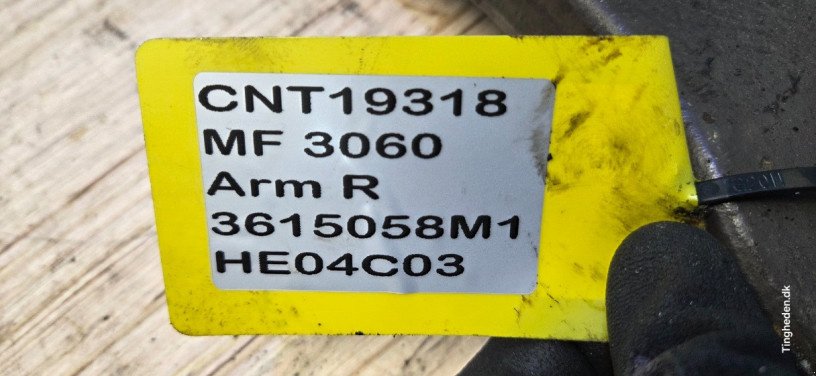 CNT19318
MF 3060
Arm R
3615058M1
HE04C03
Tingheden.dk